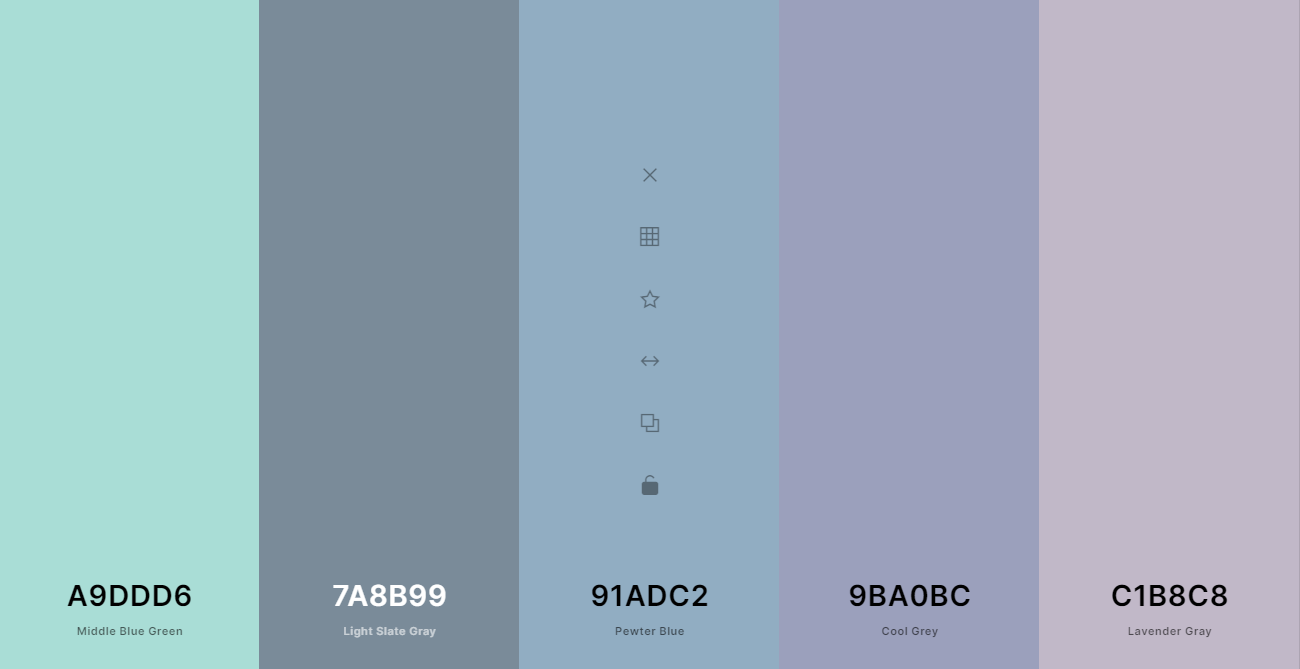 A9DDD6
Middle Blue Green
7A8B99
Light Slate Gray
91ADC2
Pewter Blue
9BA0BC
Cool Grey
C1B8C8
Lavender Gray